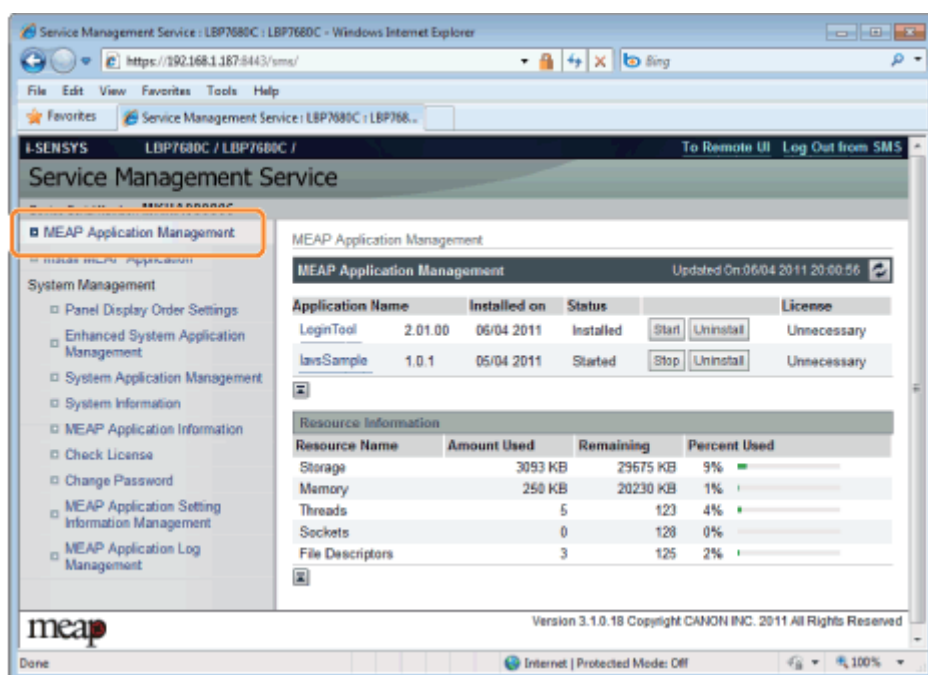 Service Management Service : LBP7680C : LBP7680C - Windows Internet Explorer
https://192.168.1.187:8443/sms/
Bing
File Edit View Favorites Tools Help
Favorites
Service Management Service : LBP7680C : LBP768...
i-SENSYS LBP7680C / LBP7680C /
To Remote UI Log Out from SMS
Service Management Service
MEAP Application Management
Install MEAP Application
System Management
Panel Display Order Settings
Enhanced System Application
Management
System Application Management
System Information
MEAP Application Information
Check License
Change Password
MEAP Application Setting
Information Management
MEAP Application Log
Management
MEAP Application Management
MEAP Application Management Updated On:06/04 2011 20:00:56
Application Name Installed on Status License
LoginTool 2.01.00 06/04 2011 Installed Start Uninstall Unnecessary
lavsSample 1.0.1 05/04 2011 Started Stop Uninstall Unnecessary
Resource Information
Resource Name Amount Used Remaining Percent Used
Storage 3093 KB 29675 KB 9%
Memory 250 KB 20230 KB 1%
Threads 5 123 4%
Sockets 0 128 0%
File Descriptors 3 125 2%
meap
Version 3.1.0.18 Copyright CANON INC. 2011 All Rights Reserved
Done
Internet | Protected Mode: Off
100%